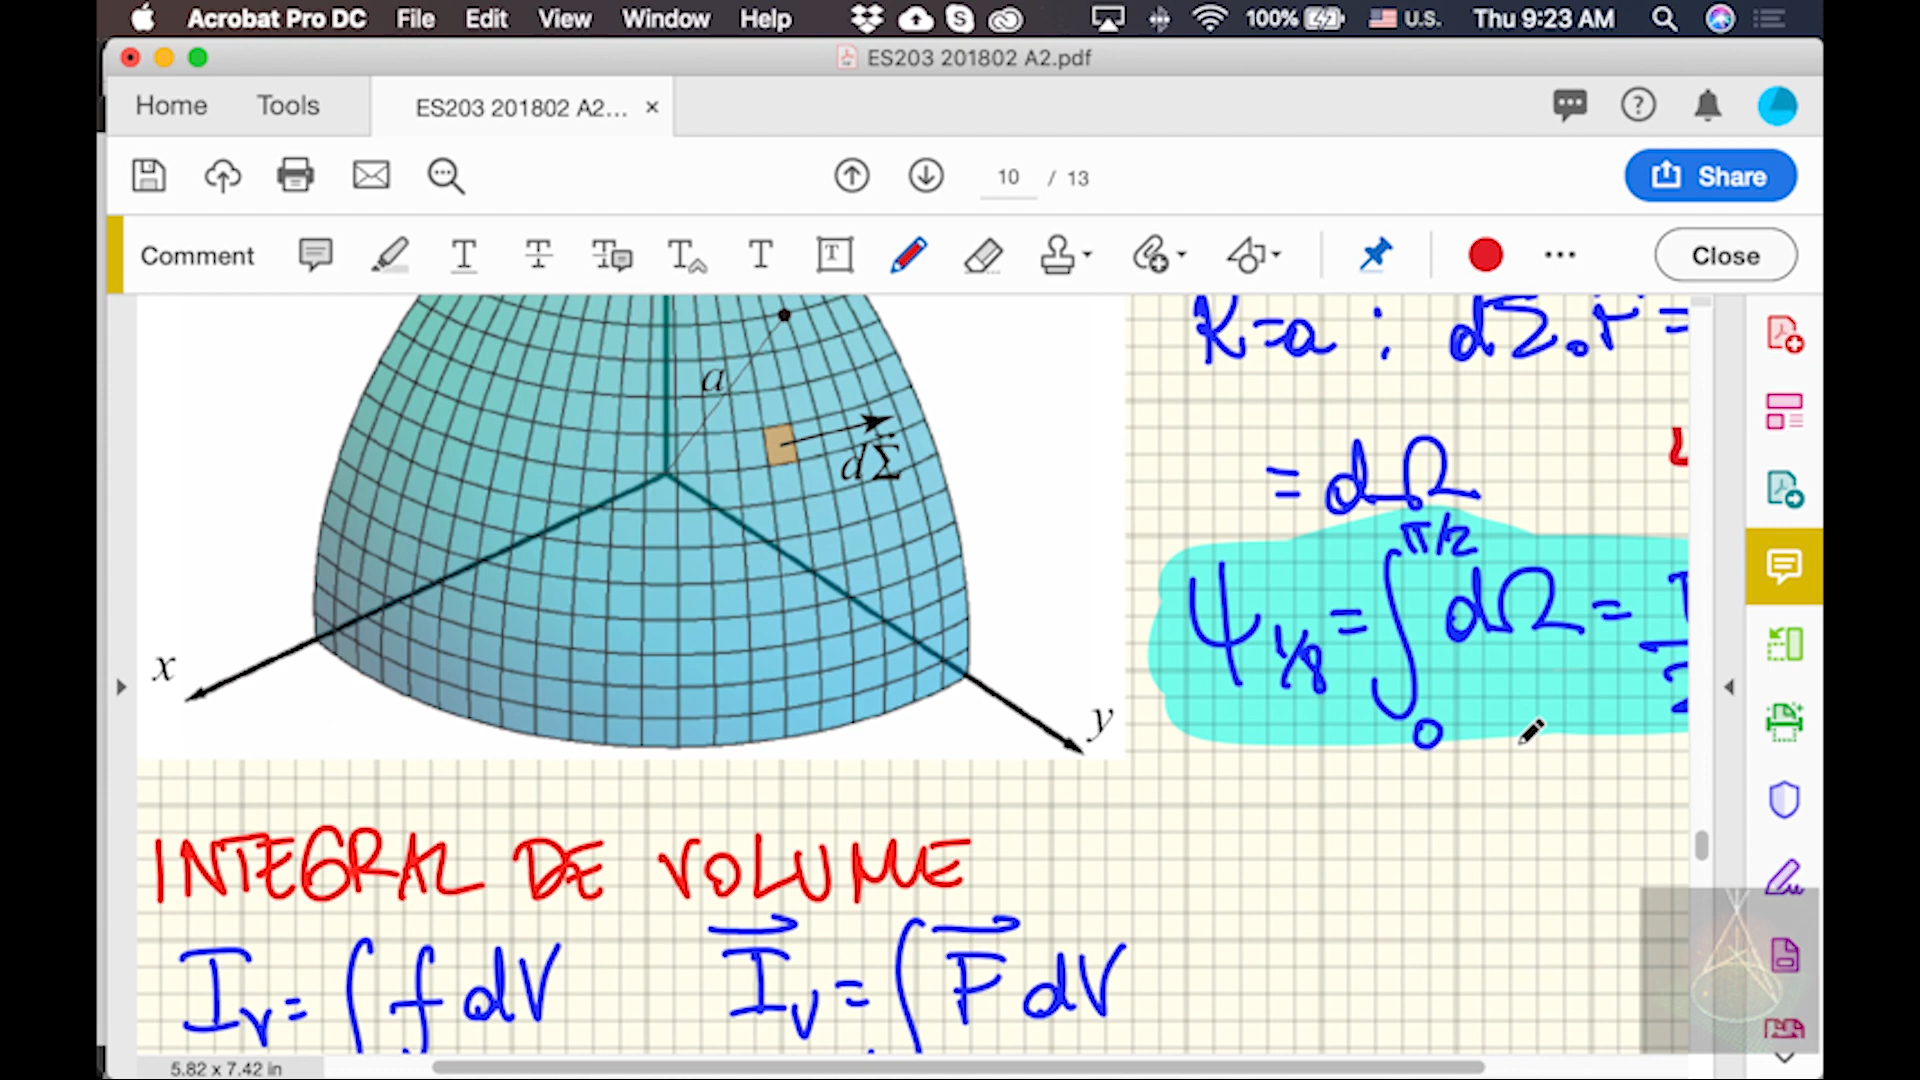 Acrobat Pro DC File Edit View Window Help 100% U.S. Thu 9:23 AM
ES203 201802 A2.pdf
Home Tools ES203 201802 A2... ×
10 / 13 Share
Comment Close
a
dΣ⃗
x
y
R=a : dΣ⃗.r̂ =
= dΩ
Ψ1/8 = ∫₀^π/2 dΩ =
INTEGRAL DE VOLUME
Iv= ∫ f dV I⃗v= ∫ F⃗ dV
5.82 x 7.42 in